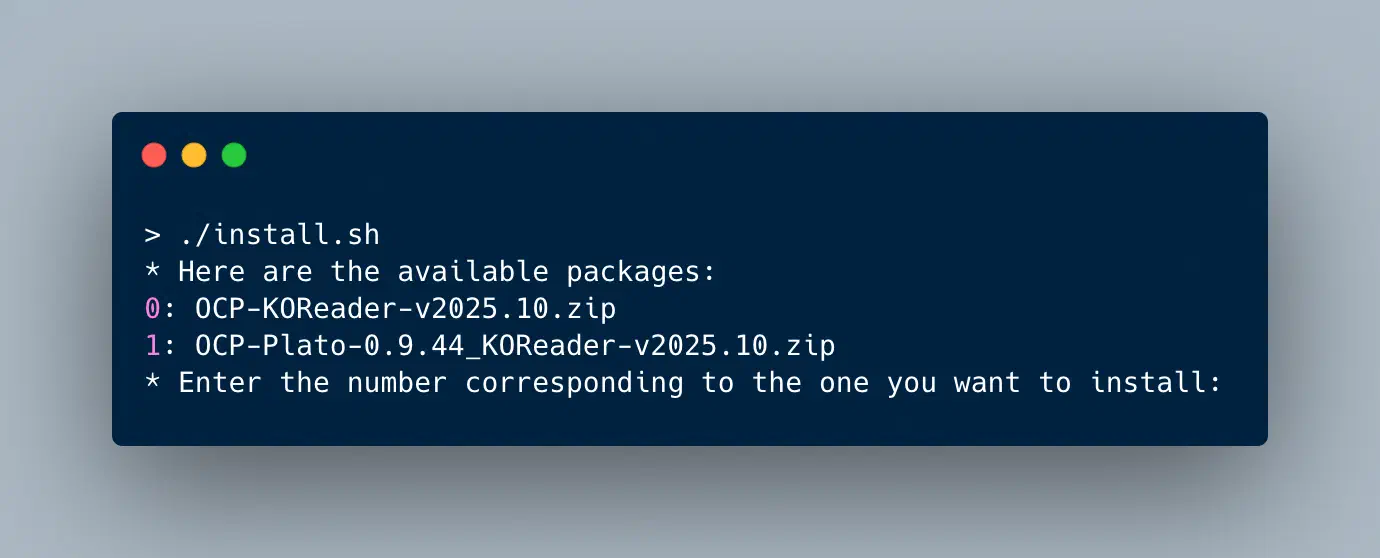 > ./install.sh
* Here are the available packages:
0: OCP-KOReader-v2025.10.zip
1: OCP-Plato-0.9.44_KOReader-v2025.10.zip
* Enter the number corresponding to the one you want to install: